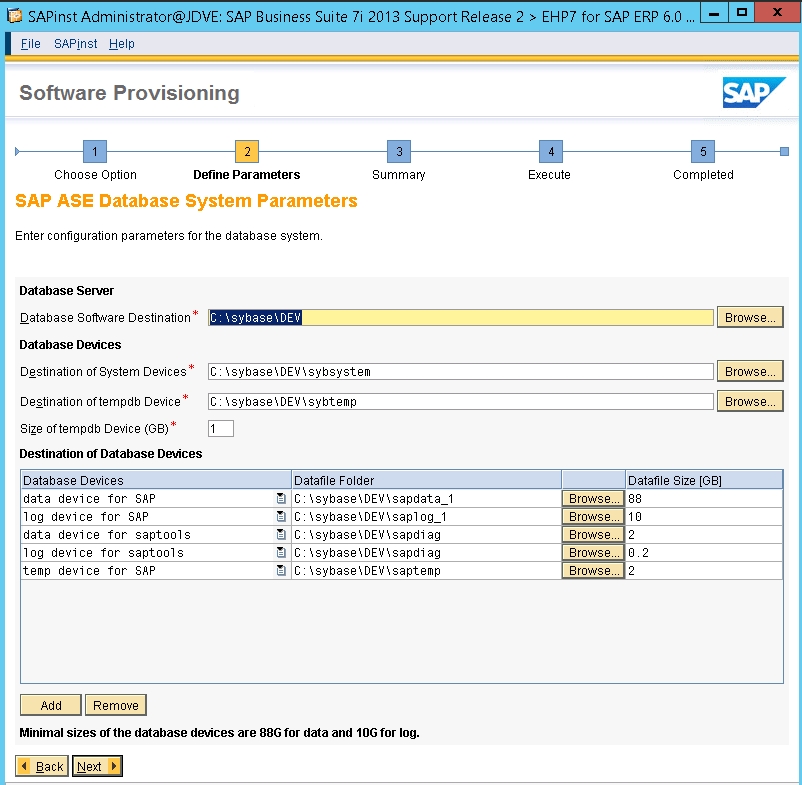 SAPinst Administrator@JDVE: SAP Business Suite 7i 2013 Support Release 2 > EHP7 for SAP ERP 6.0 ...
File SAPinst Help
Software Provisioning
SAP
1 2 3 4 5
Choose Option Define Parameters Summary Execute Completed
SAP ASE Database System Parameters
Enter configuration parameters for the database system.
Database Server
Database Software Destination* C:\sybase\DEV Browse...
Database Devices
Destination of System Devices* C:\sybase\DEV\sybsystem Browse...
Destination of tempdb Device* C:\sybase\DEV\sybtemp Browse...
Size of tempdb Device (GB)* 1
Destination of Database Devices
Database Devices Datafile Folder Datafile Size [GB]
data device for SAP C:\sybase\DEV\sapdata_1 Browse... 88
log device for SAP C:\sybase\DEV\saplog_1 Browse... 10
data device for saptools C:\sybase\DEV\sapdiag Browse... 2
log device for saptools C:\sybase\DEV\sapdiag Browse... 0.2
temp device for SAP C:\sybase\DEV\saptemp Browse... 2
Add Remove
Minimal sizes of the database devices are 88G for data and 10G for log.
Back Next